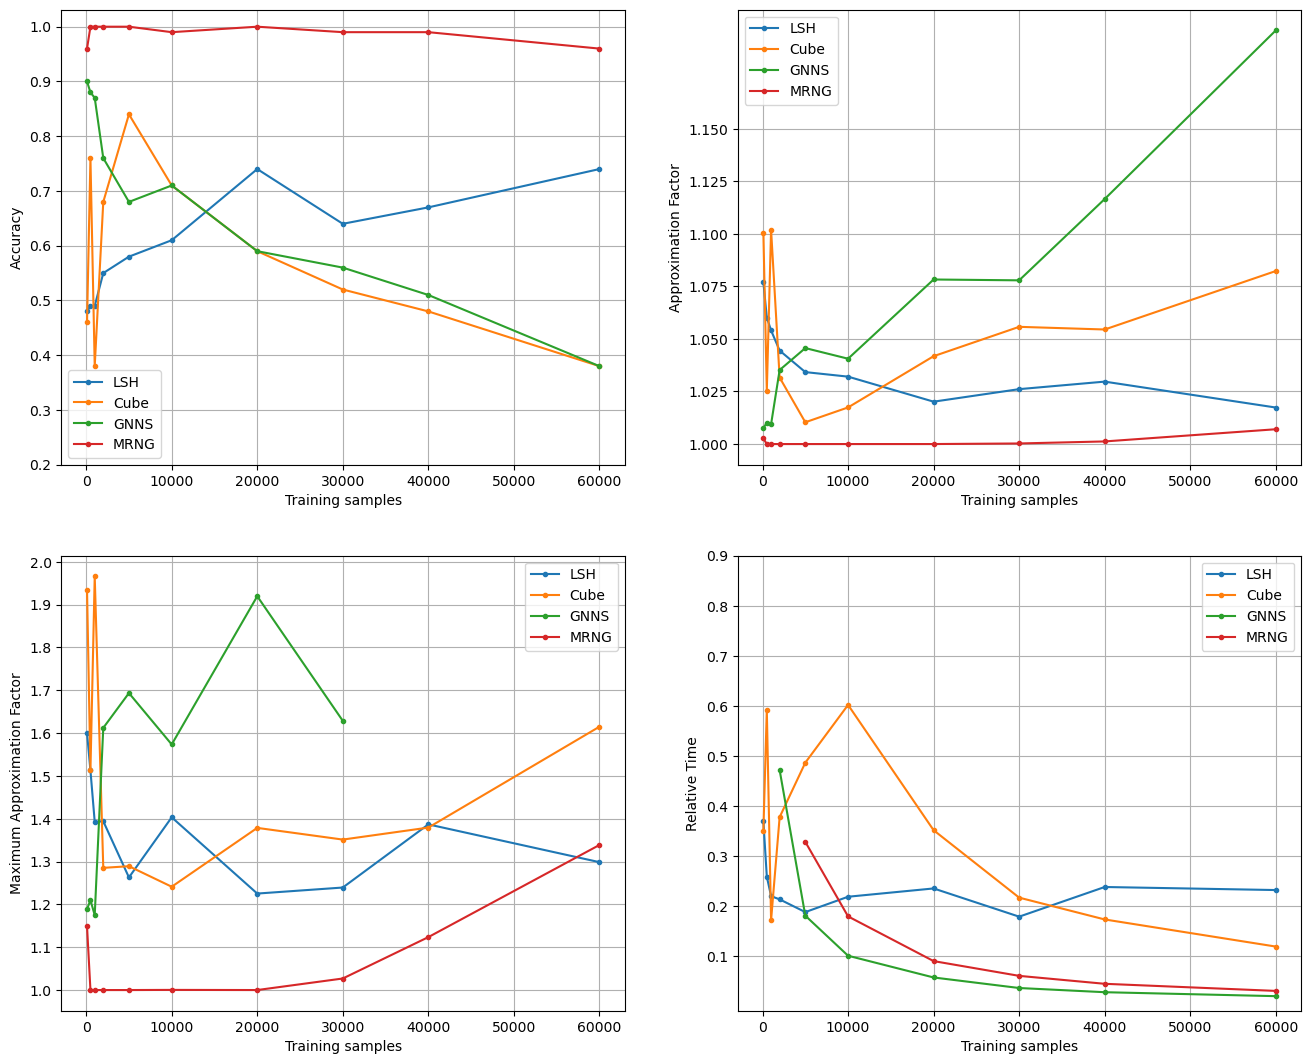 1.0
0.9
0.8
0.7
0.6
0.5
0.4
0.3
0.2
Accuracy
LSH
Cube
GNNS
MRNG
0 10000 20000 30000 40000 50000 60000
Training samples
LSH
Cube
GNNS
MRNG
1.150
1.125
1.100
1.075
1.050
1.025
1.000
Approximation Factor
0 10000 20000 30000 40000 50000 60000
Training samples
2.0
1.9
1.8
1.7
1.6
1.5
1.4
1.3
1.2
1.1
1.0
Maximum Approximation Factor
LSH
Cube
GNNS
MRNG
0 10000 20000 30000 40000 50000 60000
Training samples
0.9
0.8
0.7
0.6
0.5
0.4
0.3
0.2
0.1
Relative Time
LSH
Cube
GNNS
MRNG
0 10000 20000 30000 40000 50000 60000
Training samples